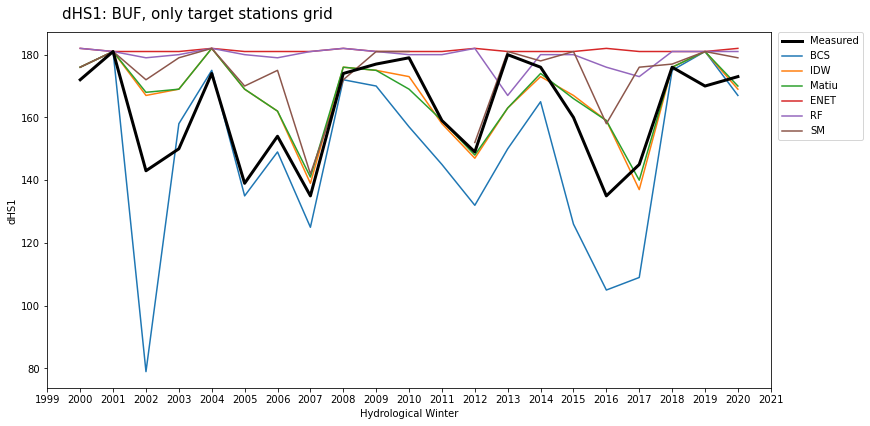 dHS1: BUF, only target stations grid
Measured
BCS
IDW
Matiu
ENET
RF
SM
180
160
140
120
100
80
dHS1
1999 2000 2001 2002 2003 2004 2005 2006 2007 2008 2009 2010 2011 2012 2013 2014 2015 2016 2017 2018 2019 2020 2021
Hydrological Winter